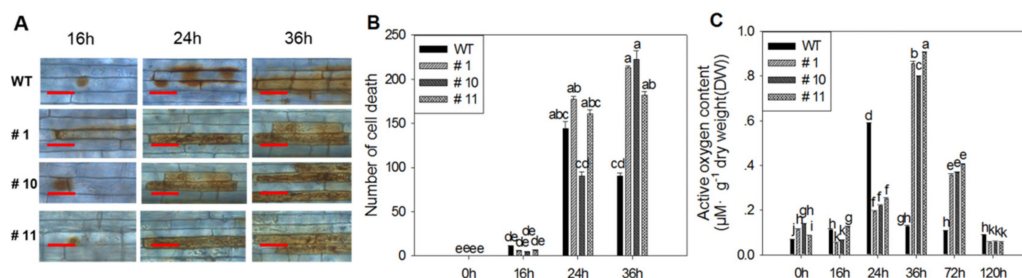 A
16h 24h 36h
WT
# 1
# 10
# 11
B
Number of cell death
250
200
150
100
50
0
WT
# 1
# 10
# 11
eeee
de
de
de
de
abc
ab
cd
abc
cd
a
a
ab
0h 16h 24h 36h
C
Active oxygen content
(μM· g⁻¹ dry weight(DW))
1.0
.8
.6
.4
.2
0.0
WT
# 1
# 10
# 11
h
gh
i
h
k
g
d
f
f
f
gh
b
c
a
h
e
e
e
h
kkk
0h 16h 24h 36h 72h 120h